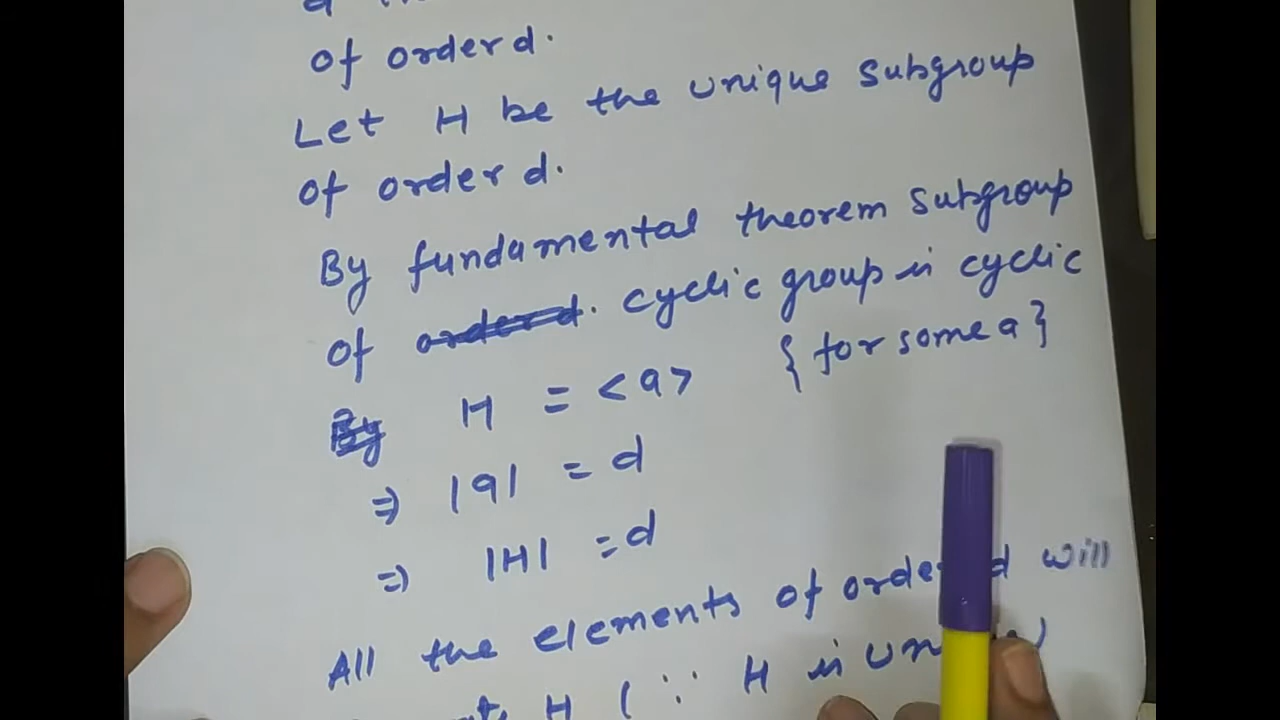 of order d.
Let H be the unique subgroup
of order d.
By fundamental theorem subgroup
of order d. cyclic group is cyclic
By H = <a> {for some a}
=> |a| = d
=> |H| = d
All the elements of order d will
H (∵ H is